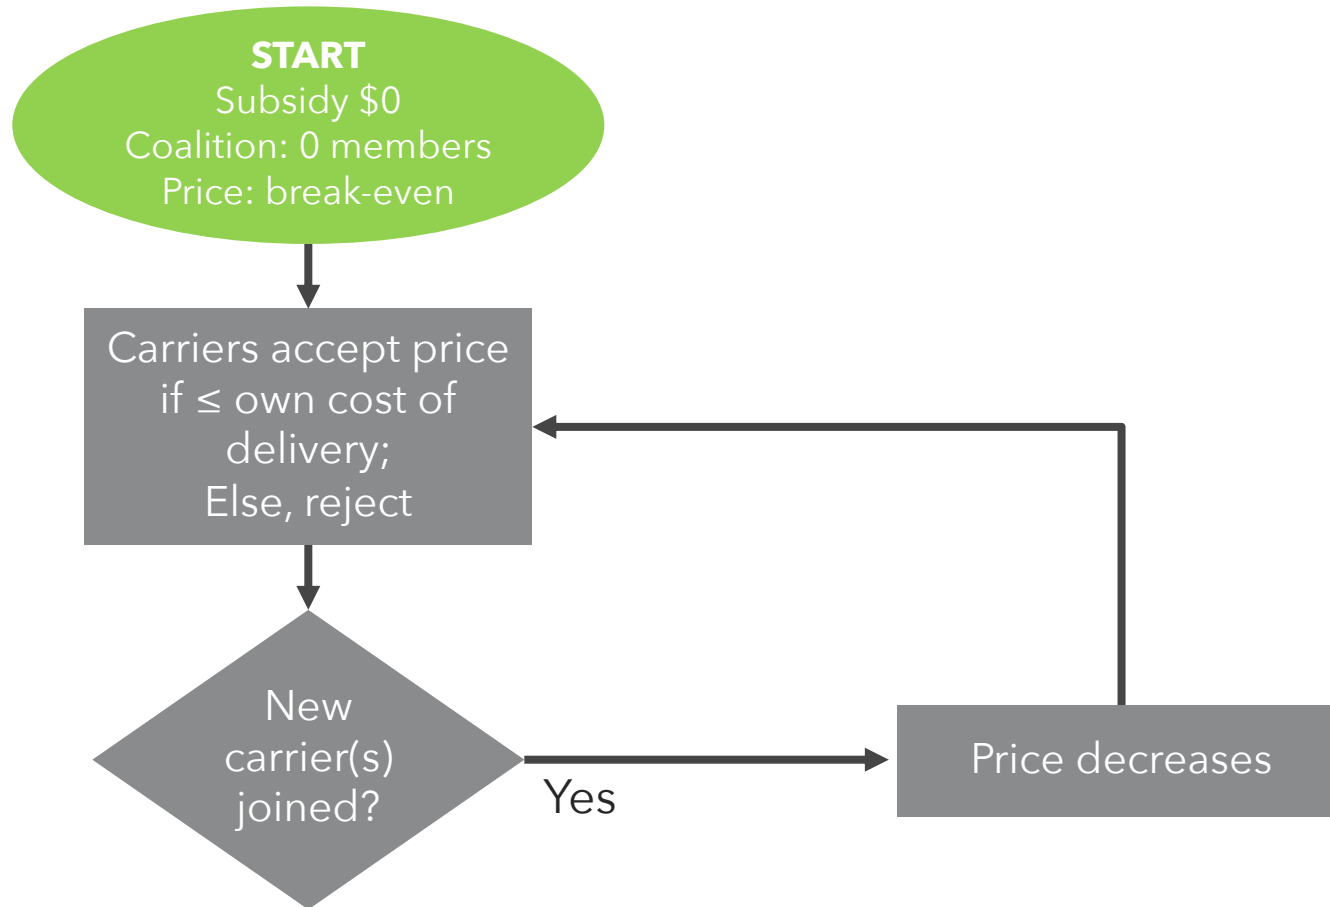 START
Subsidy $0
Coalition: 0 members
Price: break-even
Carriers accept price
if ≤ own cost of
delivery;
Else, reject
New
carrier(s)
joined?
Yes
Price decreases